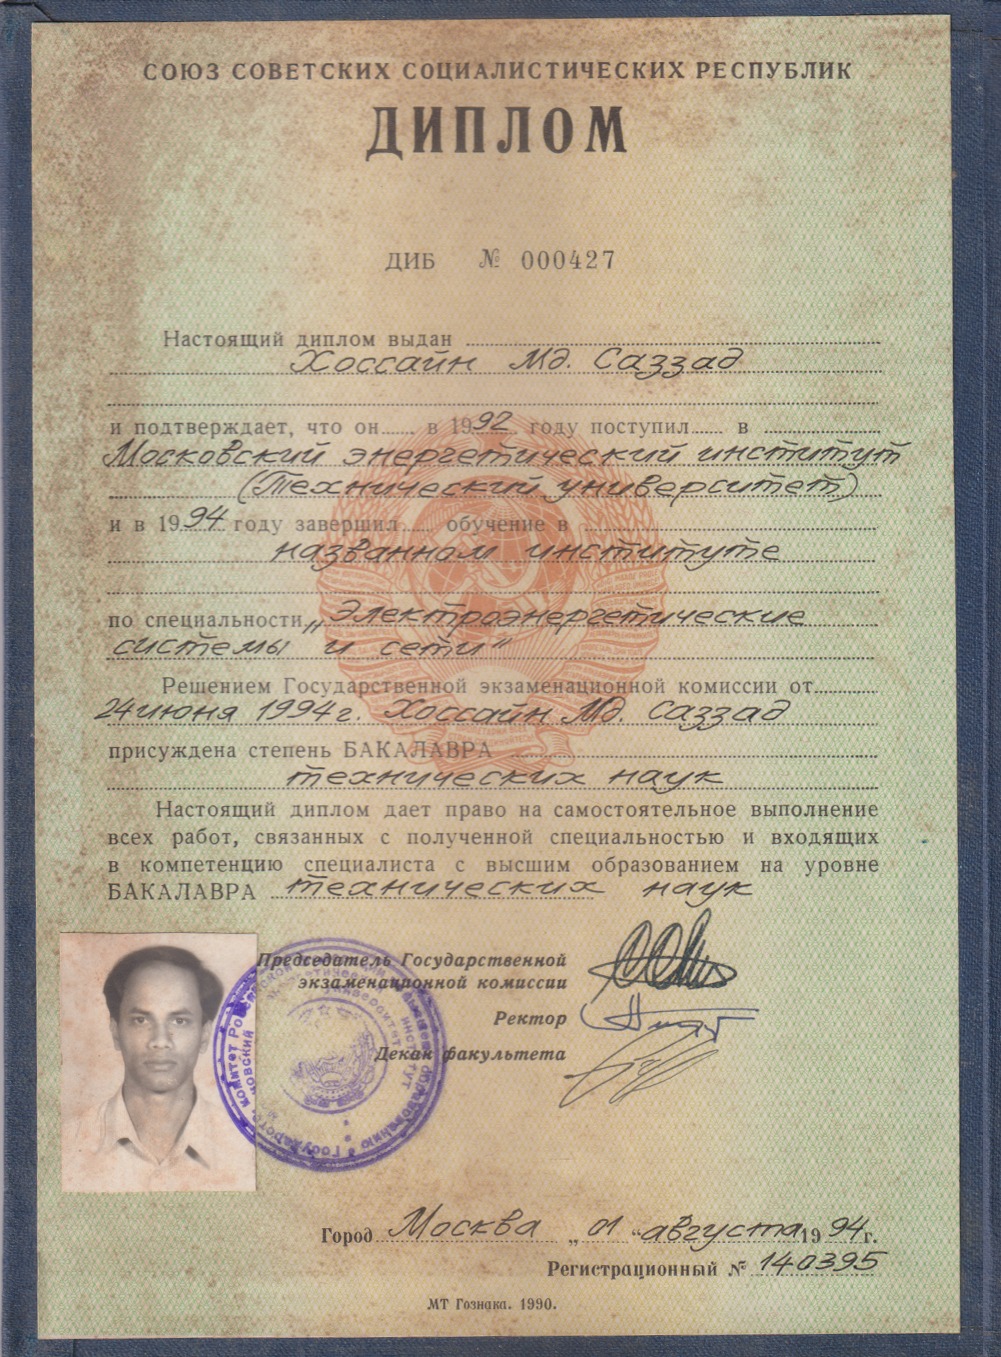 СОЮЗ СОВЕТСКИХ СОЦИАЛИСТИЧЕСКИХ РЕСПУБЛИК
ДИПЛОМ
ДИБ № 000427
Настоящий диплом выдан
Хоссайн Мд. Саззад
и подтверждает, что он в 1992 году поступил в
Московский энергетический институт
(Технический университет)
и в 1994 году завершил обучение в
названном институте
по специальности „Электроэнергетические
системы и сети"
Решением Государственной экзаменационной комиссии от
24 июня 1994 г. Хоссайн Мд. Саззад
присуждена степень БАКАЛАВРА
технических наук
Настоящий диплом дает право на самостоятельное выполнение
всех работ, связанных с полученной специальностью и входящих
в компетенцию специалиста с высшим образованием на уровне
БАКАЛАВРА технических наук
Председатель Государственной
экзаменационной комиссии
Ректор
Декан факультета
Город Москва „01" августа 1994 г.
Регистрационный № 140395
МТ Гознака. 1990.